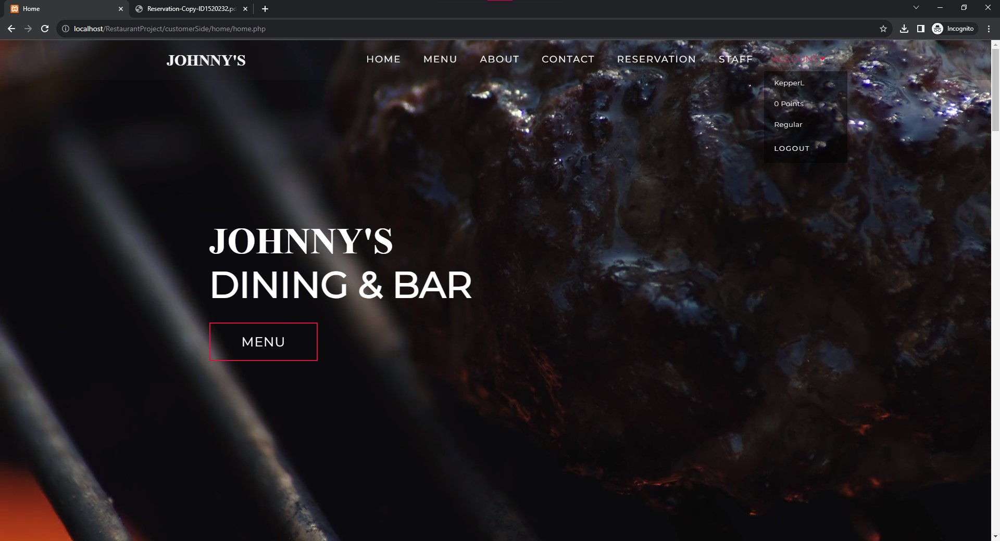 Home
Reservation-Copy-ID1520232.pd
localhost/RestaurantProject/customerSide/home/home.php
Incognito
JOHNNY'S
HOME MENU ABOUT CONTACT RESERVATION STAFF ACCOUNT
KepperL
0 Points
Regular
LOGOUT
JOHNNY'S
DINING & BAR
MENU